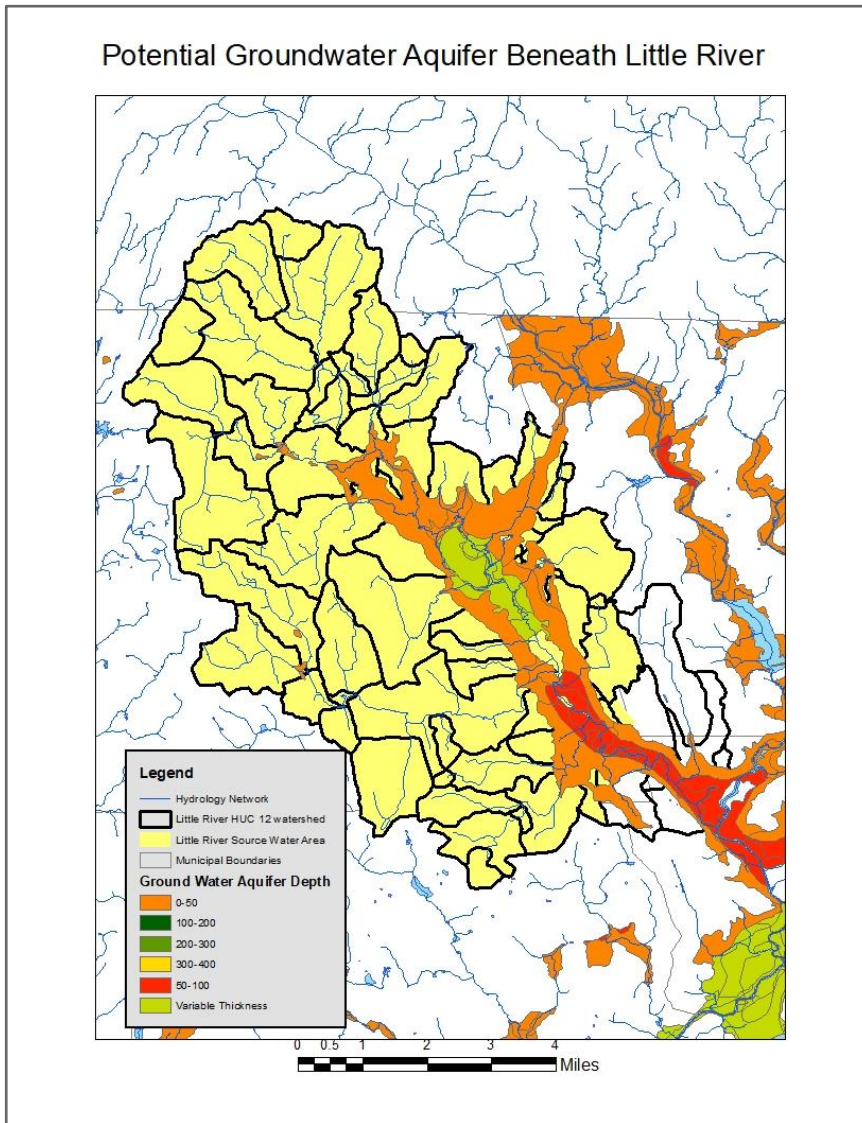 Potential Groundwater Aquifer Beneath Little River
Legend
Hydrology Network
Little River HUC 12 watershed
Little River Source Water Area
Municipal Boundaries
Ground Water Aquifer Depth
0-50
100-200
200-300
300-400
50-100
Variable Thickness
0 0.5 1 2 3 4
Miles